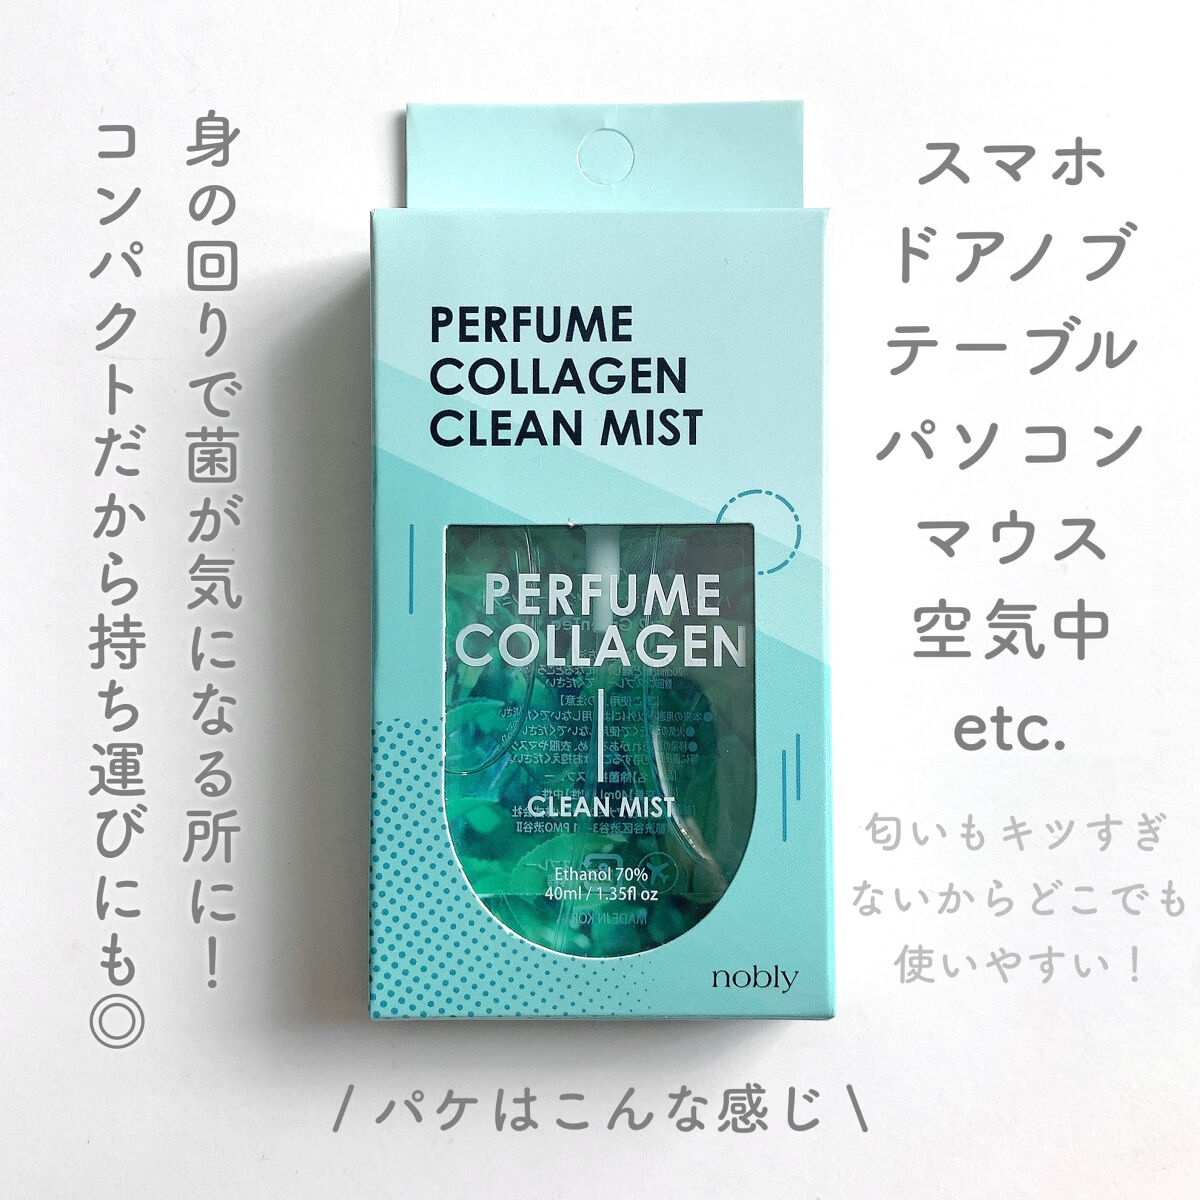 身の回りで菌が気になる所に!
コンパクトだから持ち運びにも◎
PERFUME
COLLAGEN
CLEAN MIST
PERFUME
COLLAGEN
CLEAN MIST
Ethanol 70%
40ml / 1.35fl oz
nobly
スマホ
ドアノブ
テーブル
パソコン
マウス
空気中
etc.
匂いもキツすぎ
ないからどこでも
使いやすい!
/ パケはこんな感じ \